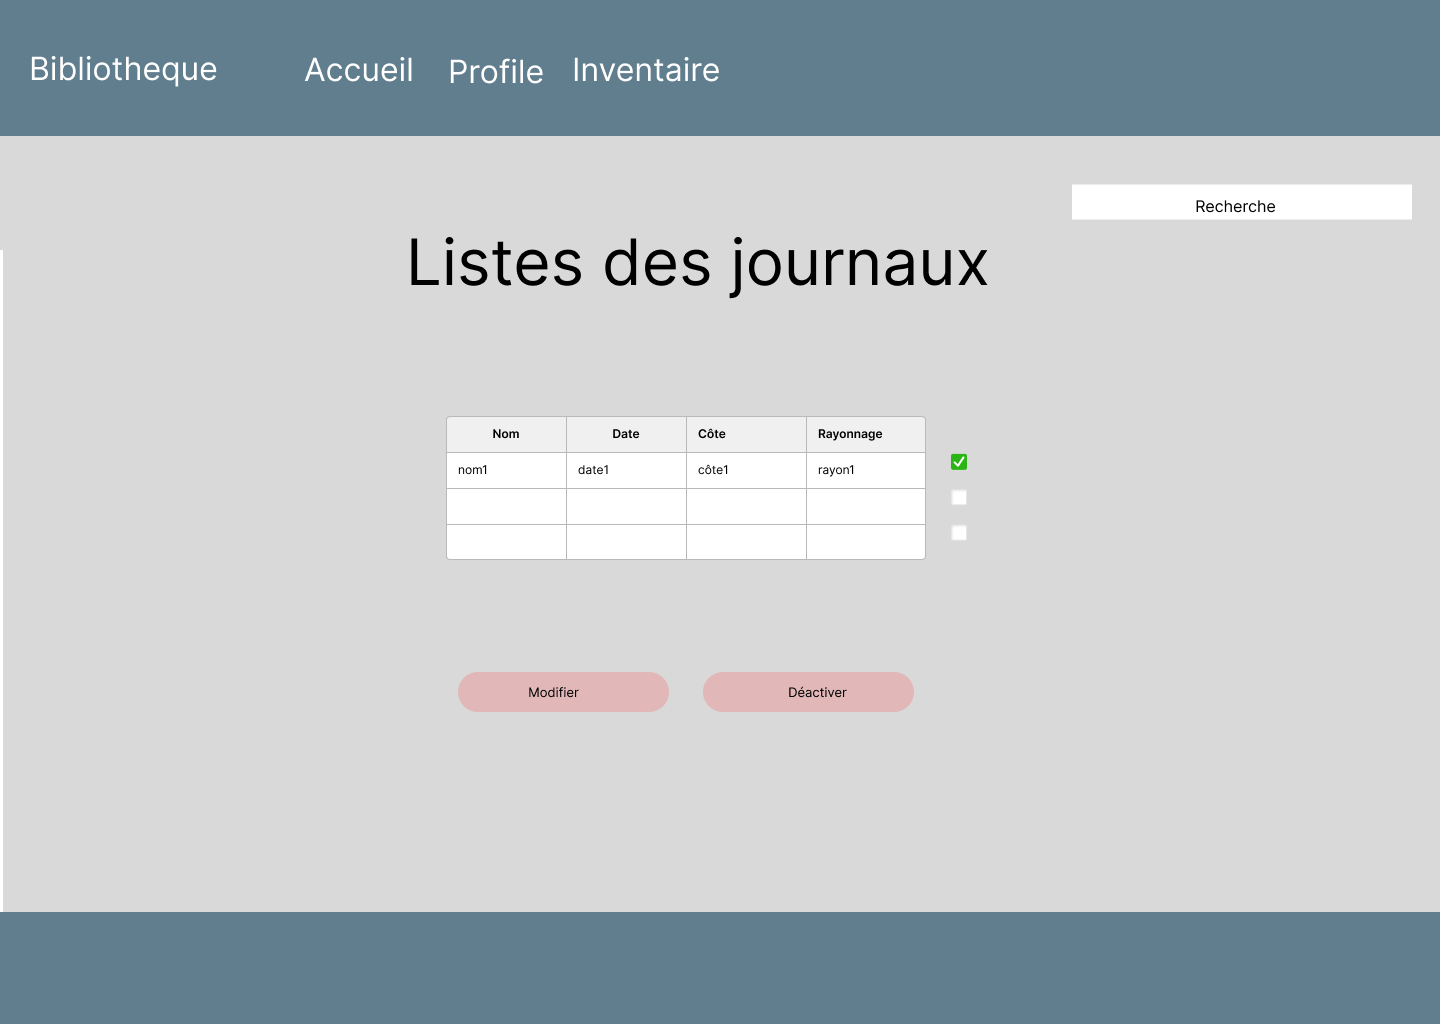 Bibliotheque Accueil Profile Inventaire
Recherche
Listes des journaux
Nom Date Côte Rayonnage
nom1 date1 côte1 rayon1
Modifier Déactiver